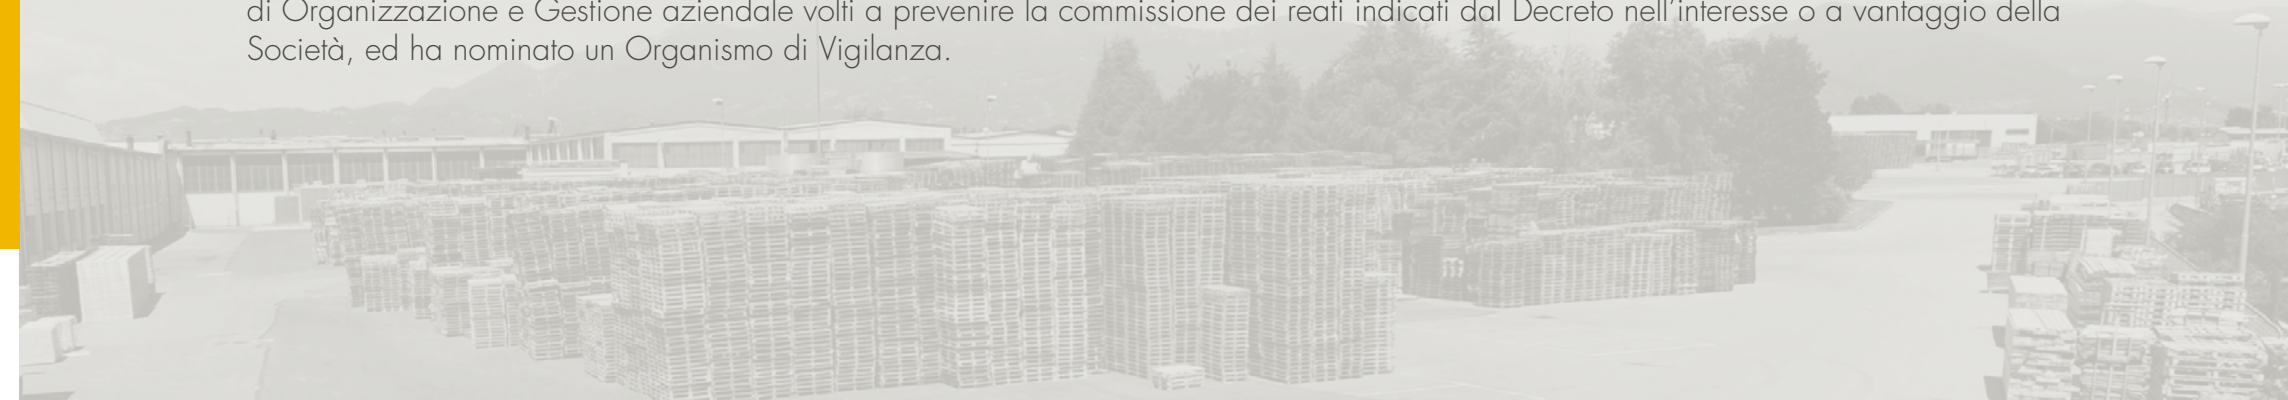 di Organizzazione e Gestione aziendale volti a prevenire la commissione dei reati indicati dal Decreto nell'interesse o a vantaggio della
Società, ed ha nominato un Organismo di Vigilanza.